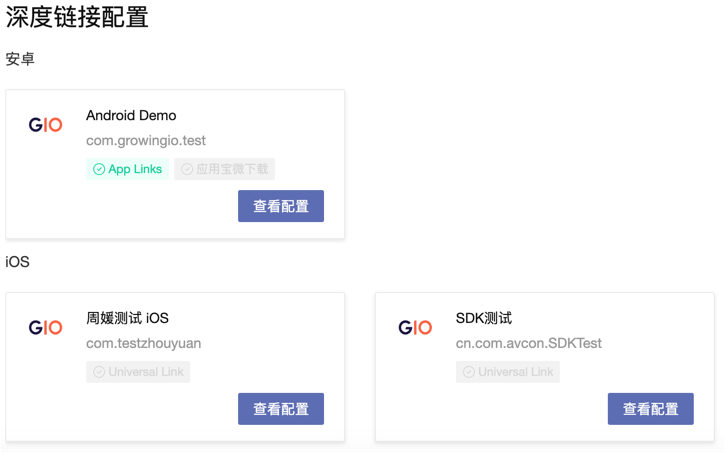 深度链接配置
安卓
GIO
Android Demo
com.growingio.test
App Links 应用宝微下载
查看配置
iOS
GIO
周媛测试 iOS
com.testzhouyuan
Universal Link
查看配置
GIO
SDK测试
cn.com.avcon.SDKTest
Universal Link
查看配置